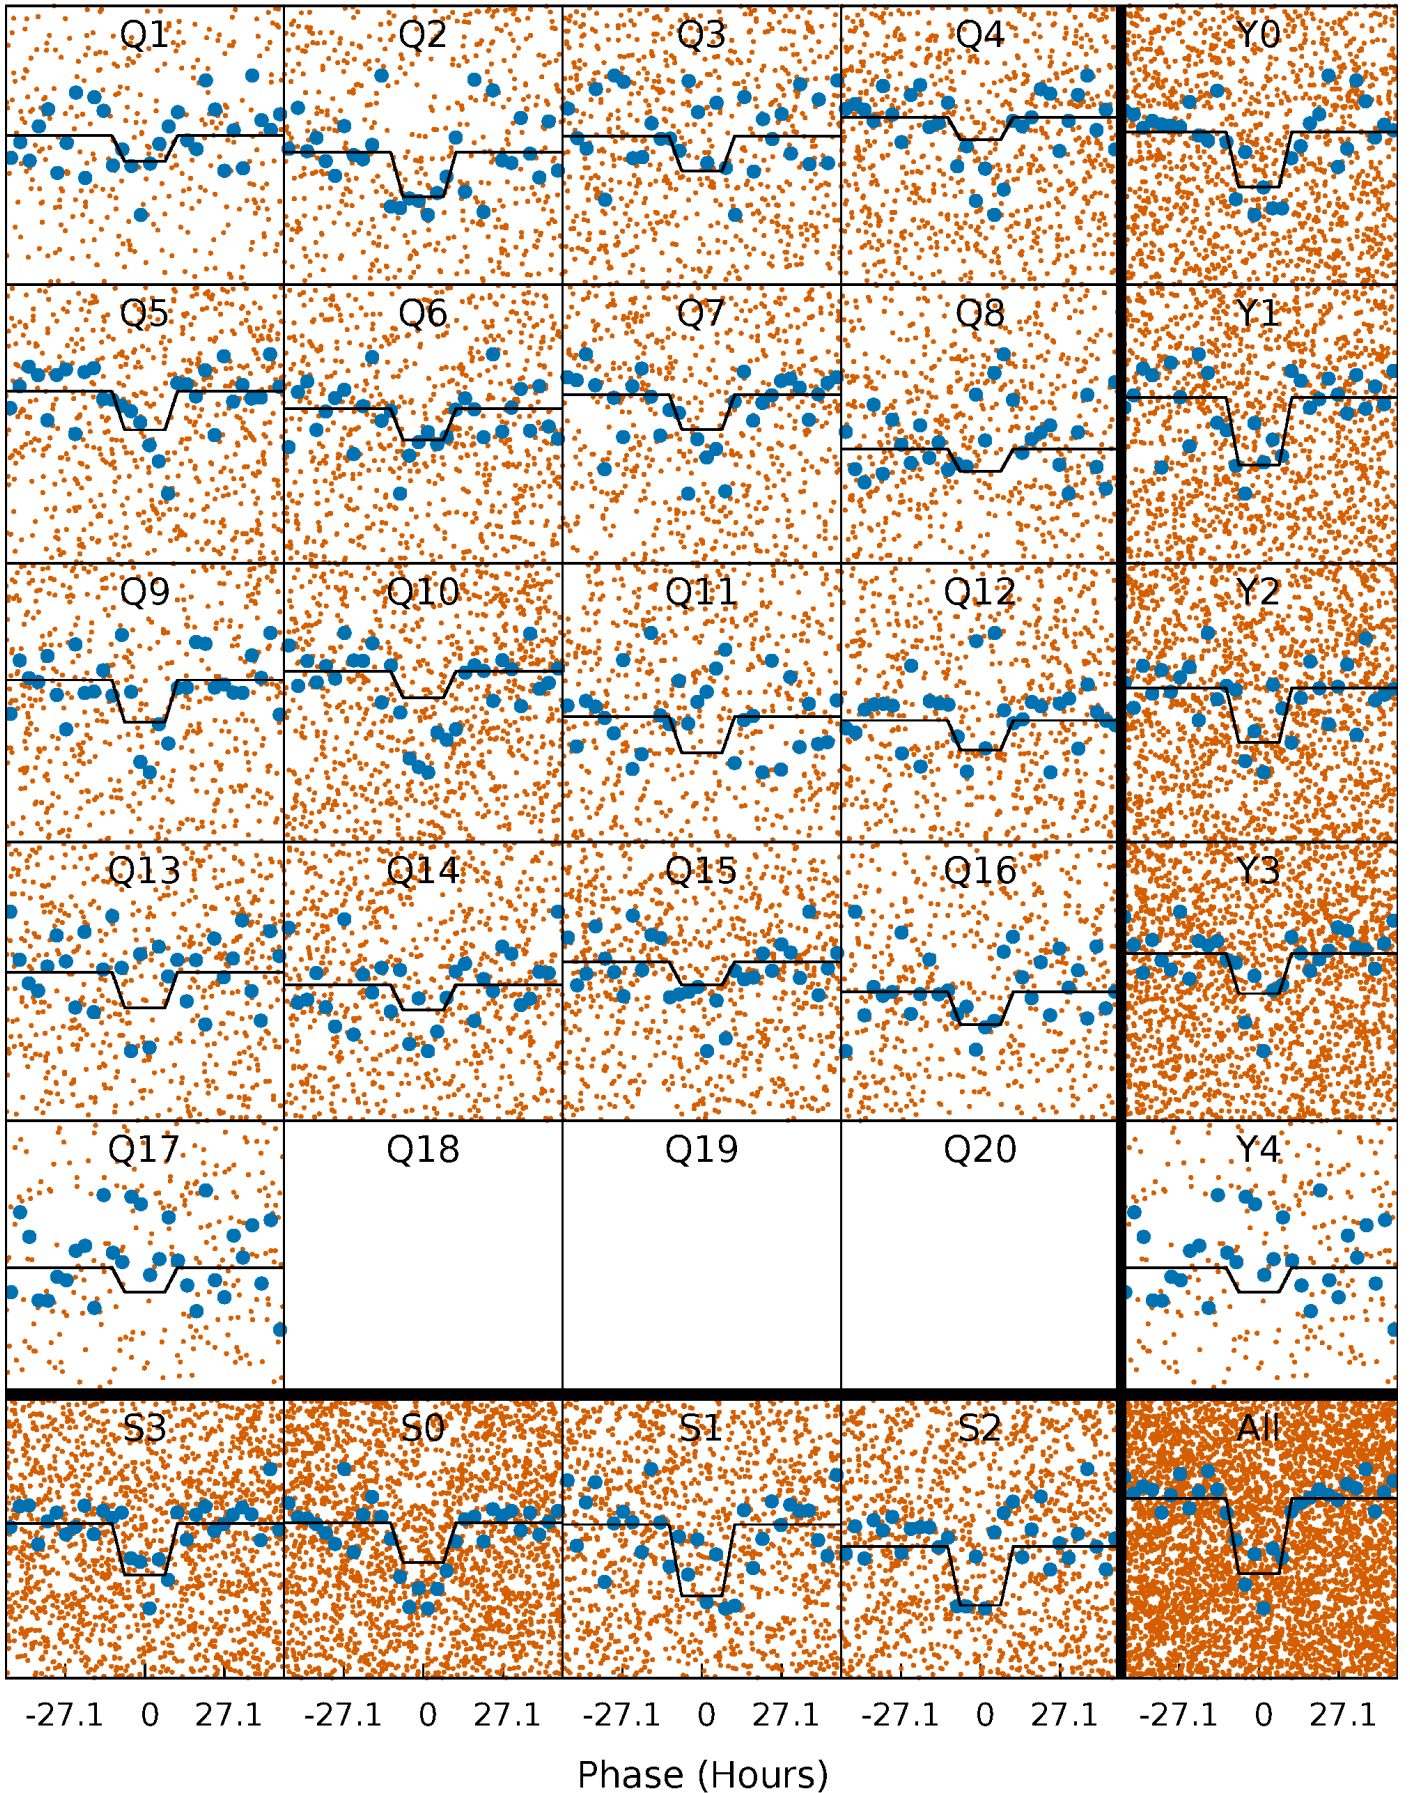 Q1 Q2 Q3 Q4 Y0
Q5 Q6 Q7 Q8 Y1
Q9 Q10 Q11 Q12 Y2
Q13 Q14 Q15 Q16 Y3
Q17 Q18 Q19 Q20 Y4
S3 S0 S1 S2 All
-27.1 0 27.1 -27.1 0 27.1 -27.1 0 27.1 -27.1 0 27.1 -27.1 0 27.1
Phase (Hours)